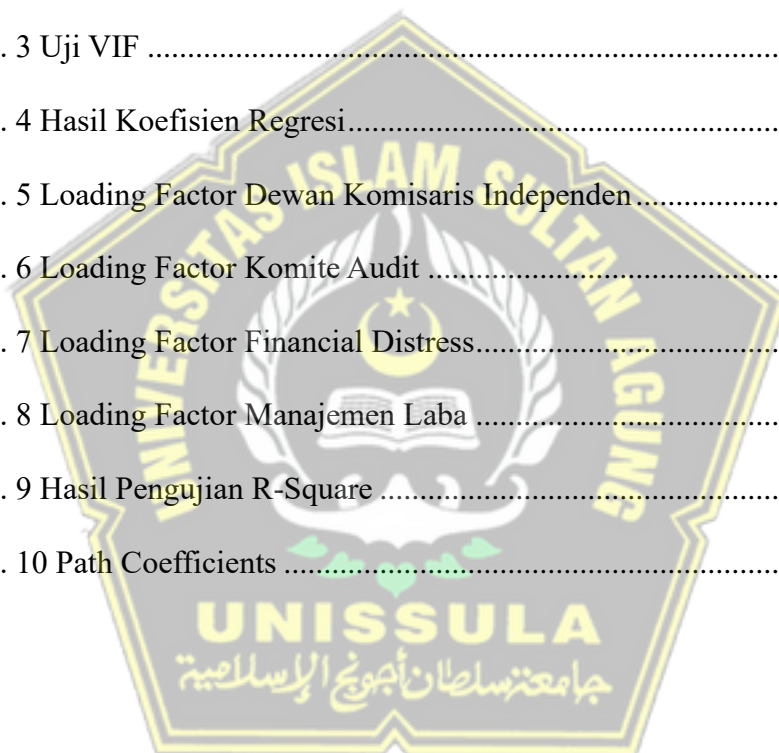 . 3 Uji VIF ................................................................................
. 4 Hasil Koefisien Regresi......................................................
. 5 Loading Factor Dewan Komisaris Independen..................
. 6 Loading Factor Komite Audit ............................................
. 7 Loading Factor Financial Distress......................................
. 8 Loading Factor Manajemen Laba ......................................
. 9 Hasil Pengujian R-Square ..................................................
. 10 Path Coefficients ..............................................................
UNIVERSITAS ISLAM SULTAN AGUNG
UNISSULA
جامعتنسلطان أجونج الإسلامية